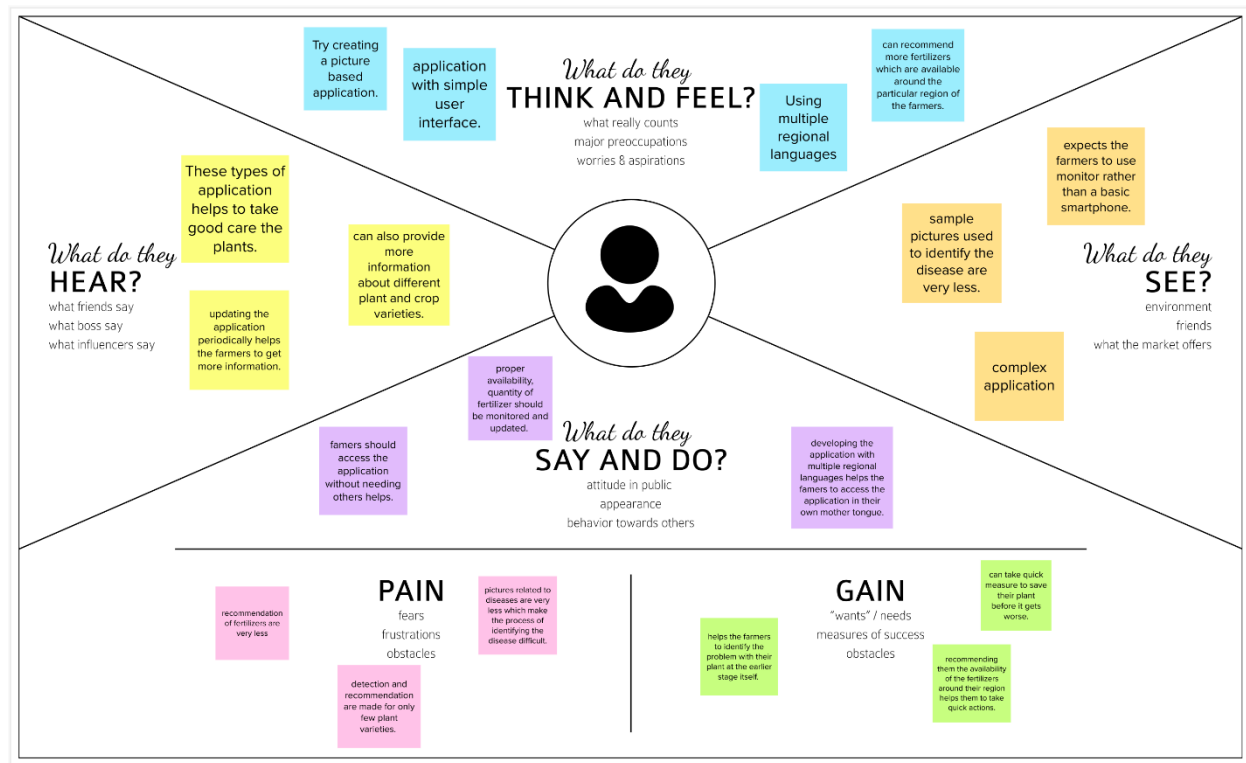 Try creating
a picture
based
application.
application
with simple
user
interface.
What do they
THINK AND FEEL?
what really counts
major preoccupations
worries & aspirations
Using
multiple
regional
languages
can recommend
more fertilizers
which are available
around the
particular region of
the farmers.
These types of
application
helps to take
good care the
plants.
What do they
HEAR?
what friends say
what boss say
what influencers say
can also provide
more
information
about different
plant and crop
varieties.
updating the
application
periodically helps
the farmers to get
more information.
expects the
farmers to use
monitor rather
than a basic
smartphone.
sample
pictures used
to identify the
disease are
very less.
What do they
SEE?
environment
friends
what the market offers
complex
application
proper
availability,
quantity of
fertilizer should
be monitored and
updated.
famers should
access the
application
without needing
others helps.
What do they
SAY AND DO?
attitude in public
appearance
behavior towards others
developing the
application with
multiple regional
languages helps the
famers to access the
application in their
own mother tongue.
PAIN
fears
frustrations
obstacles
recommendation
of fertilizers are
very less
pictures related to
diseases are very
less which make
the process of
identifying the
disease difficult.
detection and
recommendation
are made for only
few plant
varieties.
GAIN
"wants" / needs
measures of success
obstacles
can take quick
measure to save
their plant
before it gets
worse.
helps the farmers
to identify the
problem with their
plant at the earlier
stage itself.
recommending
them the availability
of the fertilizers
around their region
helps them to take
quick actions.